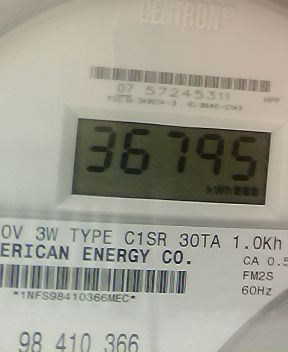 CENTRON®
07 57245311
36795
kWh
0V 3W TYPE C1SR 30TA 1.0Kh
ERICAN ENERGY CO.
CA 0.5
FM2S
60Hz
*1NFS98410366MEC*
98 410 366